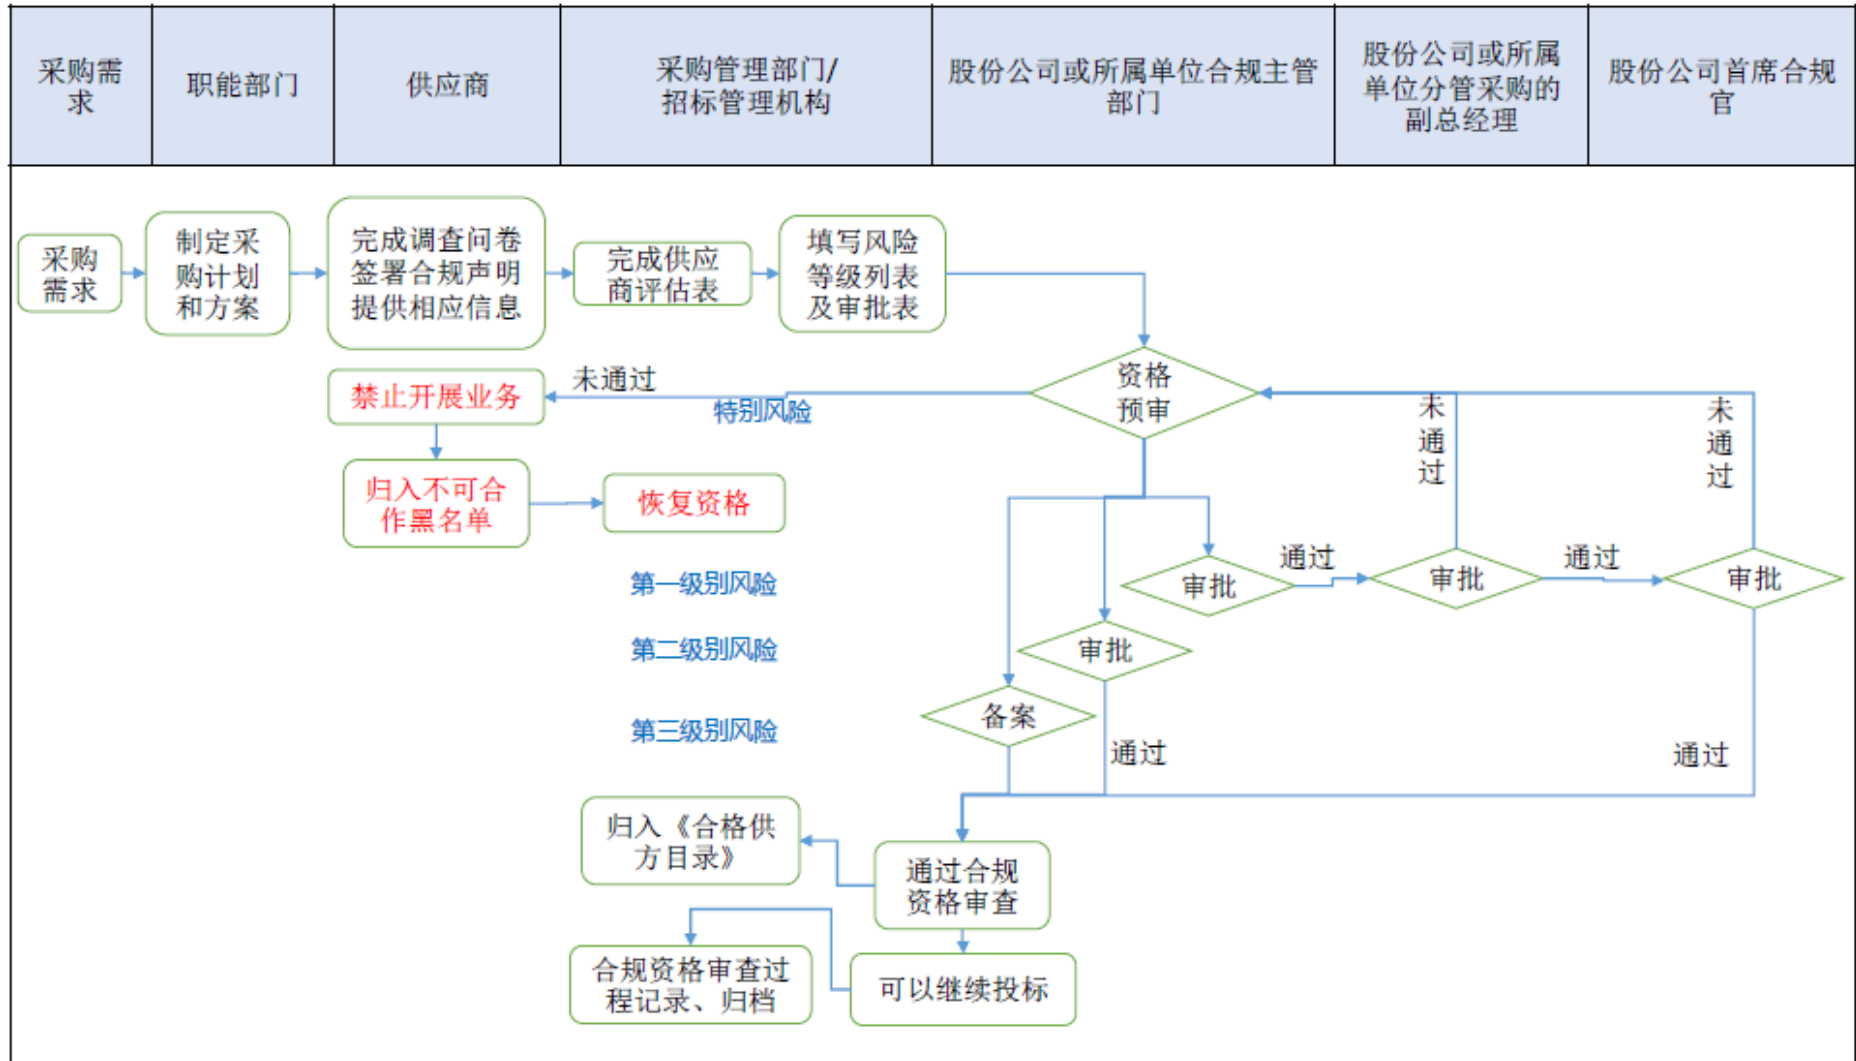 采购需
求
职能部门
供应商
采购管理部门/
招标管理机构
股份公司或所属单位合规主管
部门
股份公司或所属
单位分管采购的
副总经理
股份公司首席合规
官
采购
需求
制定采
购计划
和方案
完成调查问卷
签署合规声明
提供相应信息
完成供应
商评估表
填写风险
等级列表
及审批表
资格
预审
未通过
特别风险
禁止开展业务
归入不可合
作黑名单
恢复资格
未
通
过
未
通
过
第一级别风险
审批
通过
审批
通过
审批
第二级别风险
审批
第三级别风险
备案
通过
通过
归入《合格供
方目录》
通过合规
资格审查
合规资格审查过
程记录、归档
可以继续投标